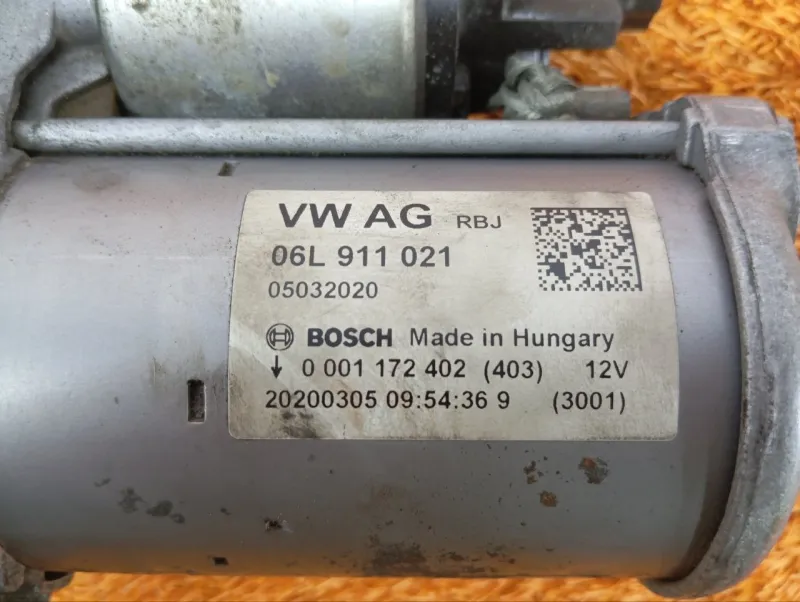 VW AG RBJ
06L 911 021
05032020
BOSCH Made in Hungary
↓ 0 001 172 402 (403) 12V
20200305 09:54:36 9 (3001)